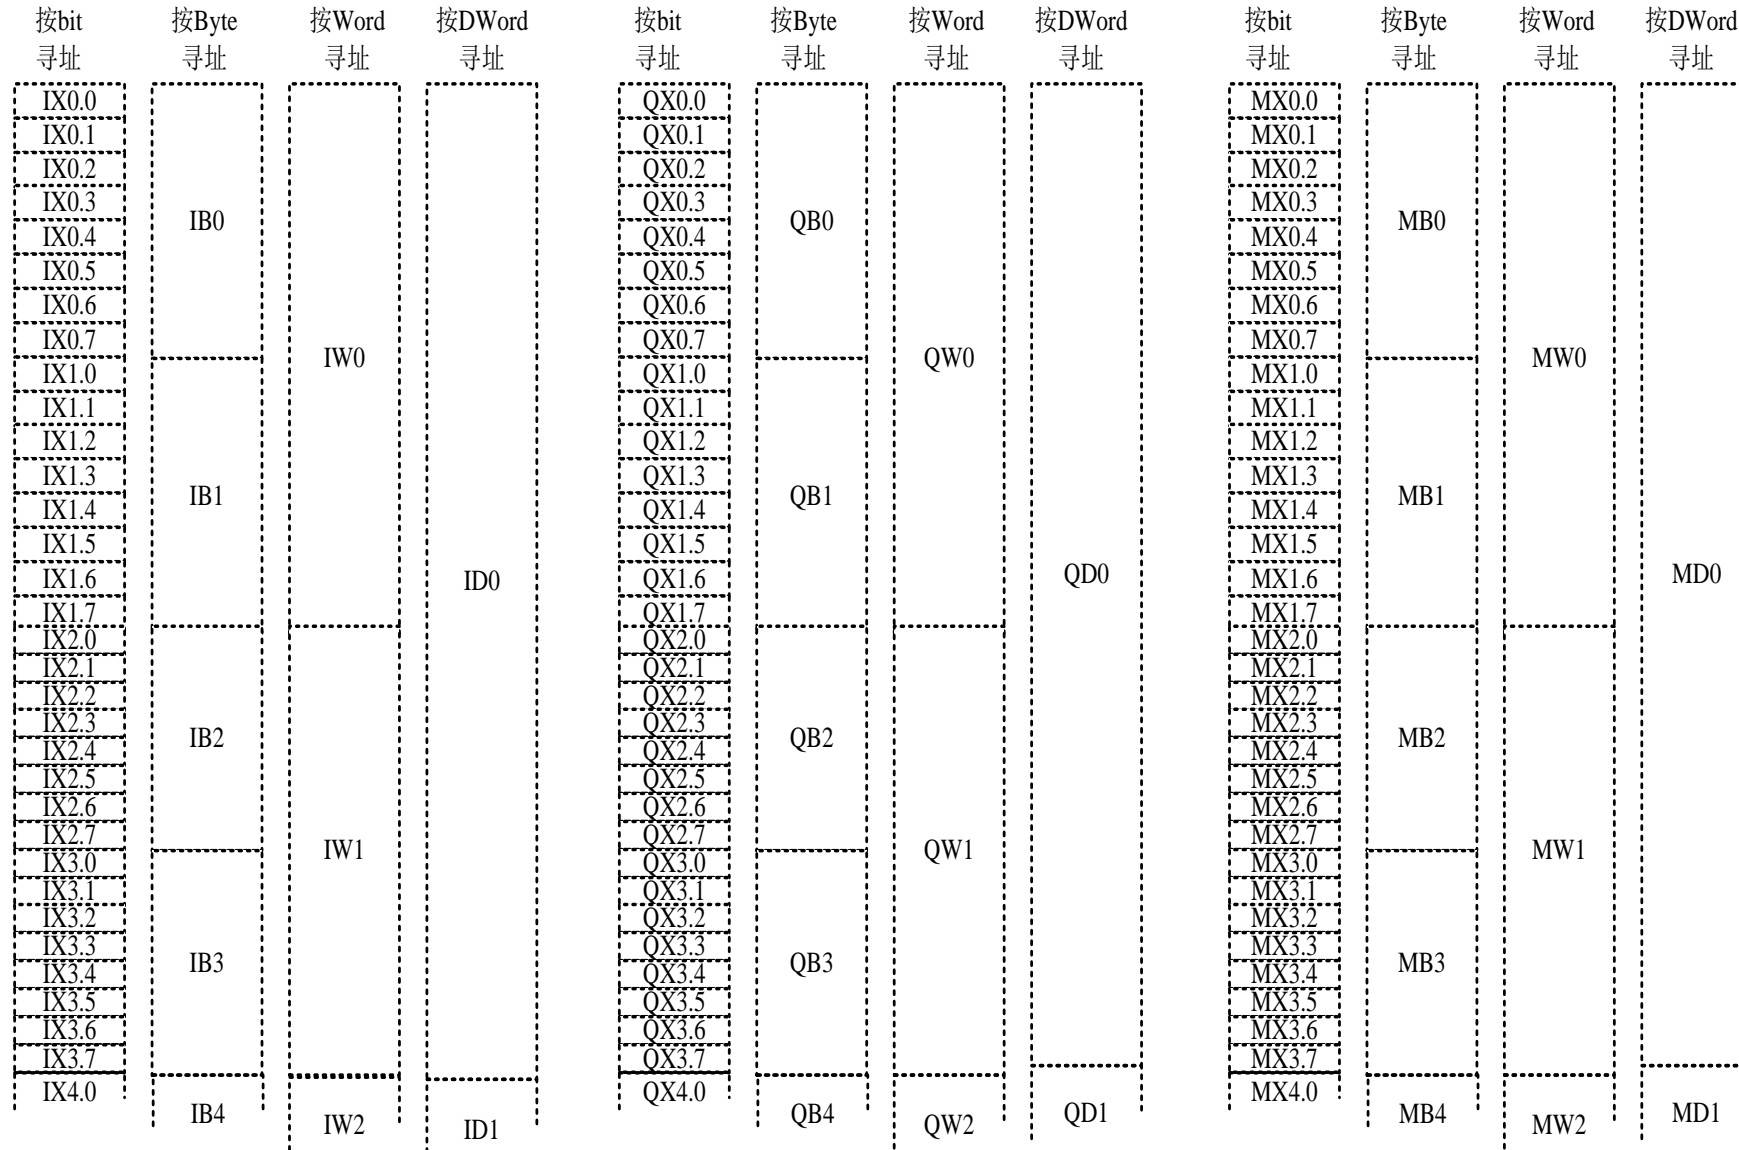 按bit 按Byte 按Word 按DWord 按bit 按Byte 按Word 按DWord 按bit 按Byte 按Word 按DWord
寻址 寻址 寻址 寻址 寻址 寻址 寻址 寻址 寻址 寻址 寻址 寻址
IX0.0 QX0.0 MX0.0
IX0.1 QX0.1 MX0.1
IX0.2 QX0.2 MX0.2
IX0.3 QX0.3 MX0.3
IB0 QB0 MB0
IX0.4 QX0.4 MX0.4
IX0.5 QX0.5 MX0.5
IX0.6 QX0.6 MX0.6
IX0.7 QX0.7 MX0.7
IW0 QW0 MW0
IX1.0 QX1.0 MX1.0
IX1.1 QX1.1 MX1.1
IX1.2 QX1.2 MX1.2
IX1.3 QX1.3 MX1.3
IB1 QB1 MB1
IX1.4 QX1.4 MX1.4
IX1.5 QX1.5 MX1.5
IX1.6 ID0 QX1.6 QD0 MX1.6 MD0
IX1.7 QX1.7 MX1.7
IX2.0 QX2.0 MX2.0
IX2.1 QX2.1 MX2.1
IX2.2 QX2.2 MX2.2
IX2.3 QX2.3 MX2.3
IB2 QB2 MB2
IX2.4 QX2.4 MX2.4
IX2.5 QX2.5 MX2.5
IX2.6 QX2.6 MX2.6
IX2.7 QX2.7 MX2.7
IW1 QW1 MW1
IX3.0 QX3.0 MX3.0
IX3.1 QX3.1 MX3.1
IX3.2 QX3.2 MX3.2
IX3.3 QX3.3 MX3.3
IB3 QB3 MB3
IX3.4 QX3.4 MX3.4
IX3.5 QX3.5 MX3.5
IX3.6 QX3.6 MX3.6
IX3.7 QX3.7 MX3.7
IX4.0 QX4.0 MX4.0
IB4 IW2 ID1 QB4 QW2 QD1 MB4 MW2 MD1